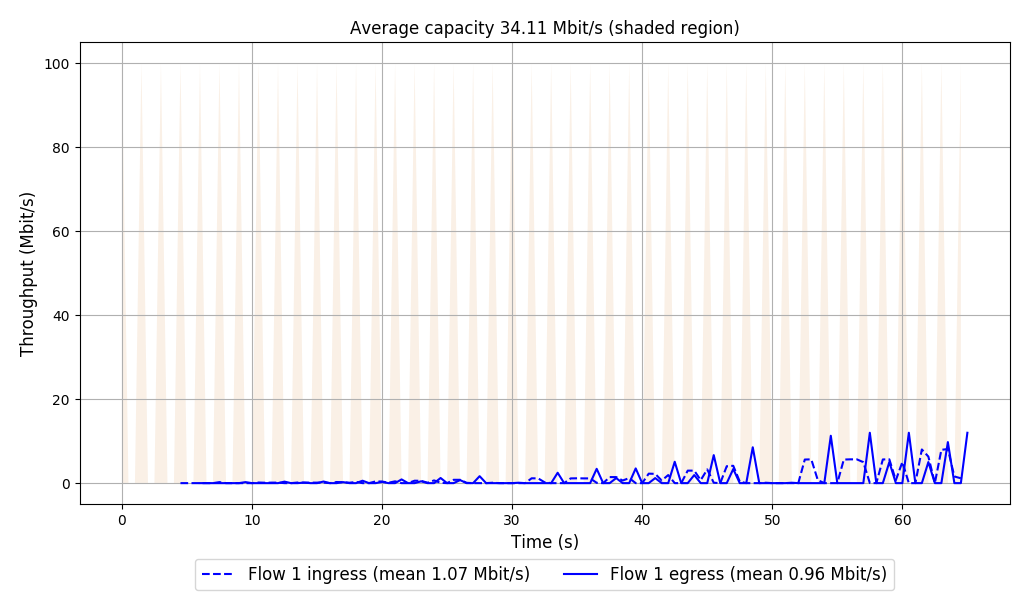 Average capacity 34.11 Mbit/s (shaded region)
100
80
60
40
20
0
Throughput (Mbit/s)
0 10 20 30 40 50 60
Time (s)
Flow 1 ingress (mean 1.07 Mbit/s) Flow 1 egress (mean 0.96 Mbit/s)